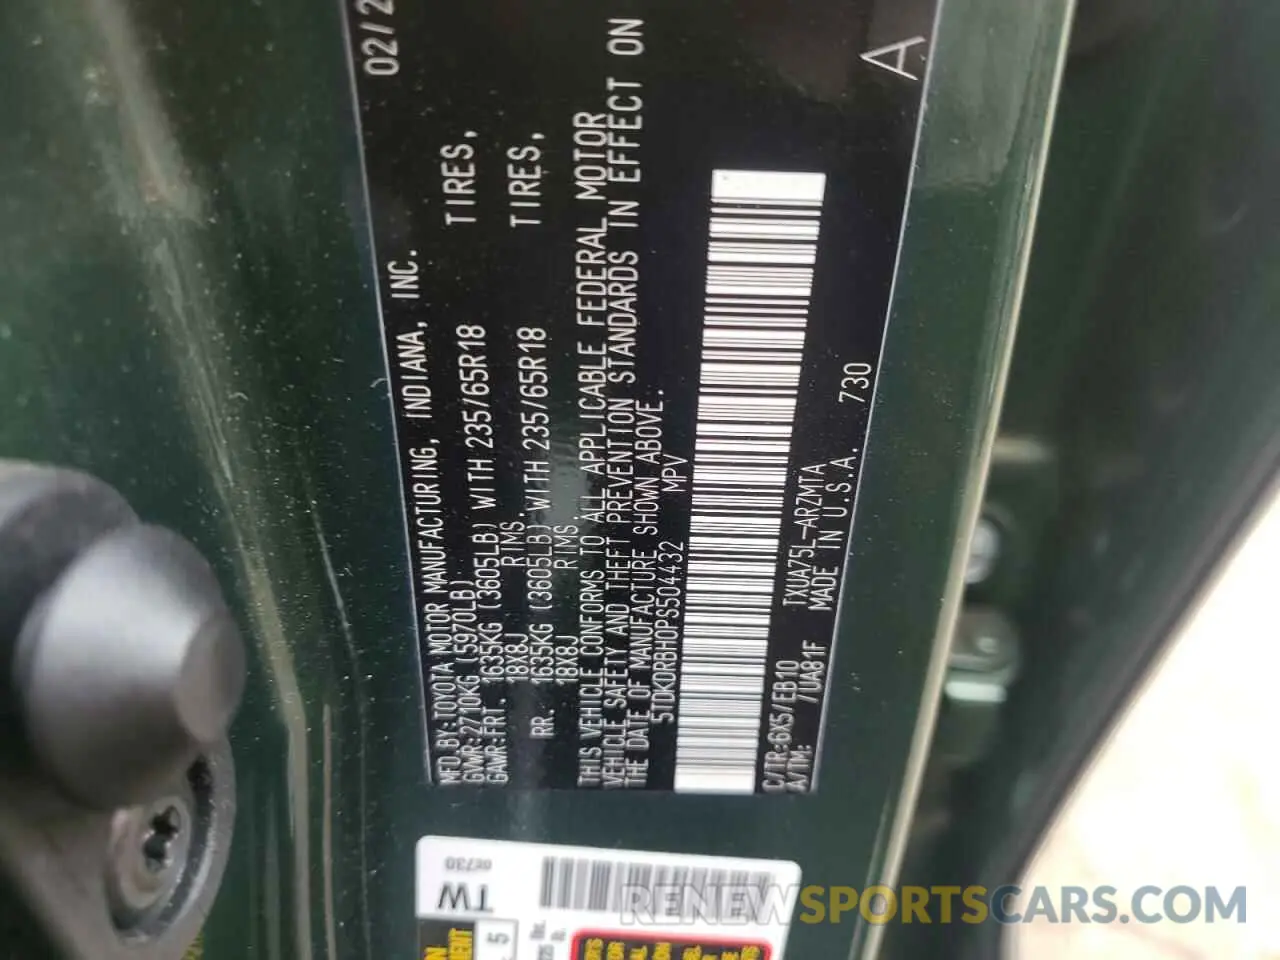 02/2
MFD.BY:TOYOTA MOTOR MANUFACTURING, INDIANA, INC.
GVWR:2710KG (5970LB)
GAWR:FRT. 1635KG (3605LB) WITH 235/65R18 TIRES,
18X8J RIMS,
RR. 1635KG (3605LB) WITH 235/65R18 TIRES,
18X8J RIMS,
THIS VEHICLE CONFORMS TO ALL APPLICABLE FEDERAL MOTOR
VEHICLE SAFETY AND THEFT PREVENTION STANDARDS IN EFFECT ON
THE DATE OF MANUFACTURE SHOWN ABOVE.
5TDKDRBH0PS504432 MPV
C/TR:6X5/EB10 TXUA75L-ARZMTA
A/TM: 7UA81F MADE IN U.S.A. 730
A
TW
02730
RENEWSPORTSCARS.COM